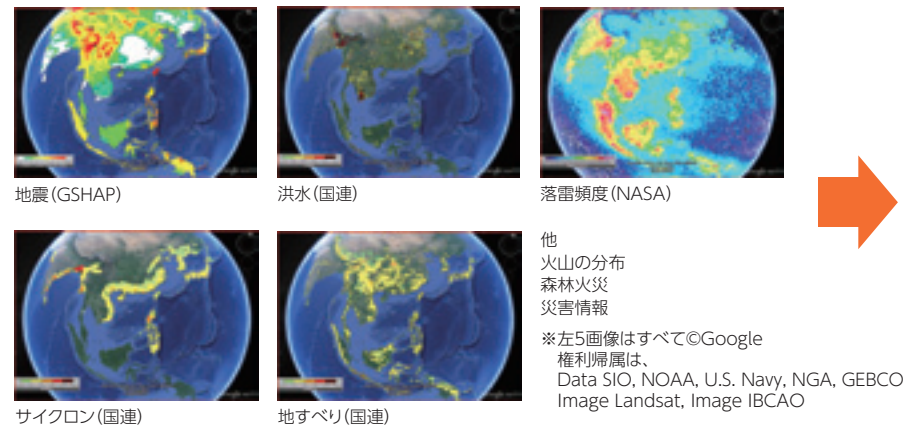 地震(GSHAP)
洪水(国連)
落雷頻度(NASA)
他
火山の分布
森林火災
災害情報
※左5画像はすべて©Google
権利帰属は、
Data SIO, NOAA, U.S. Navy, NGA, GEBCO
Image Landsat, Image IBCAO
サイクロン(国連)
地すべり(国連)